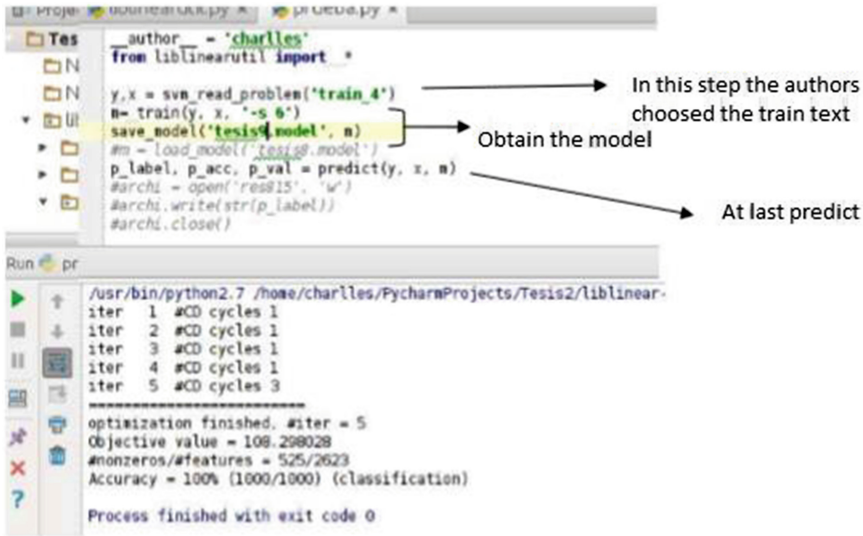 Proje liblinearutil.py × prueba.py ×
Tes
N
N
lib
__author__ = 'charlles'
from liblinearutil import *
y,x = svm_read_problem('train_4')
m= train(y, x, '-s 6')
save_model('tesis9.model', m)
#m = load_model('tesis8.model')
p_label, p_acc, p_val = predict(y, x, m)
#archi = open('res815', 'w')
#archi.write(str(p_label))
#archi.close()
In this step the authors
choosed the train text
Obtain the model
At last predict
Run pr
/usr/bin/python2.7 /home/charlles/PycharmProjects/Tesis2/liblinear-
iter 1 #CD cycles 1
iter 2 #CD cycles 1
iter 3 #CD cycles 1
iter 4 #CD cycles 1
iter 5 #CD cycles 3
=========================
optimization finished, #iter = 5
Objective value = 108.298028
#nonzeros/#features = 525/2623
Accuracy = 100% (1000/1000) (classification)
Process finished with exit code 0